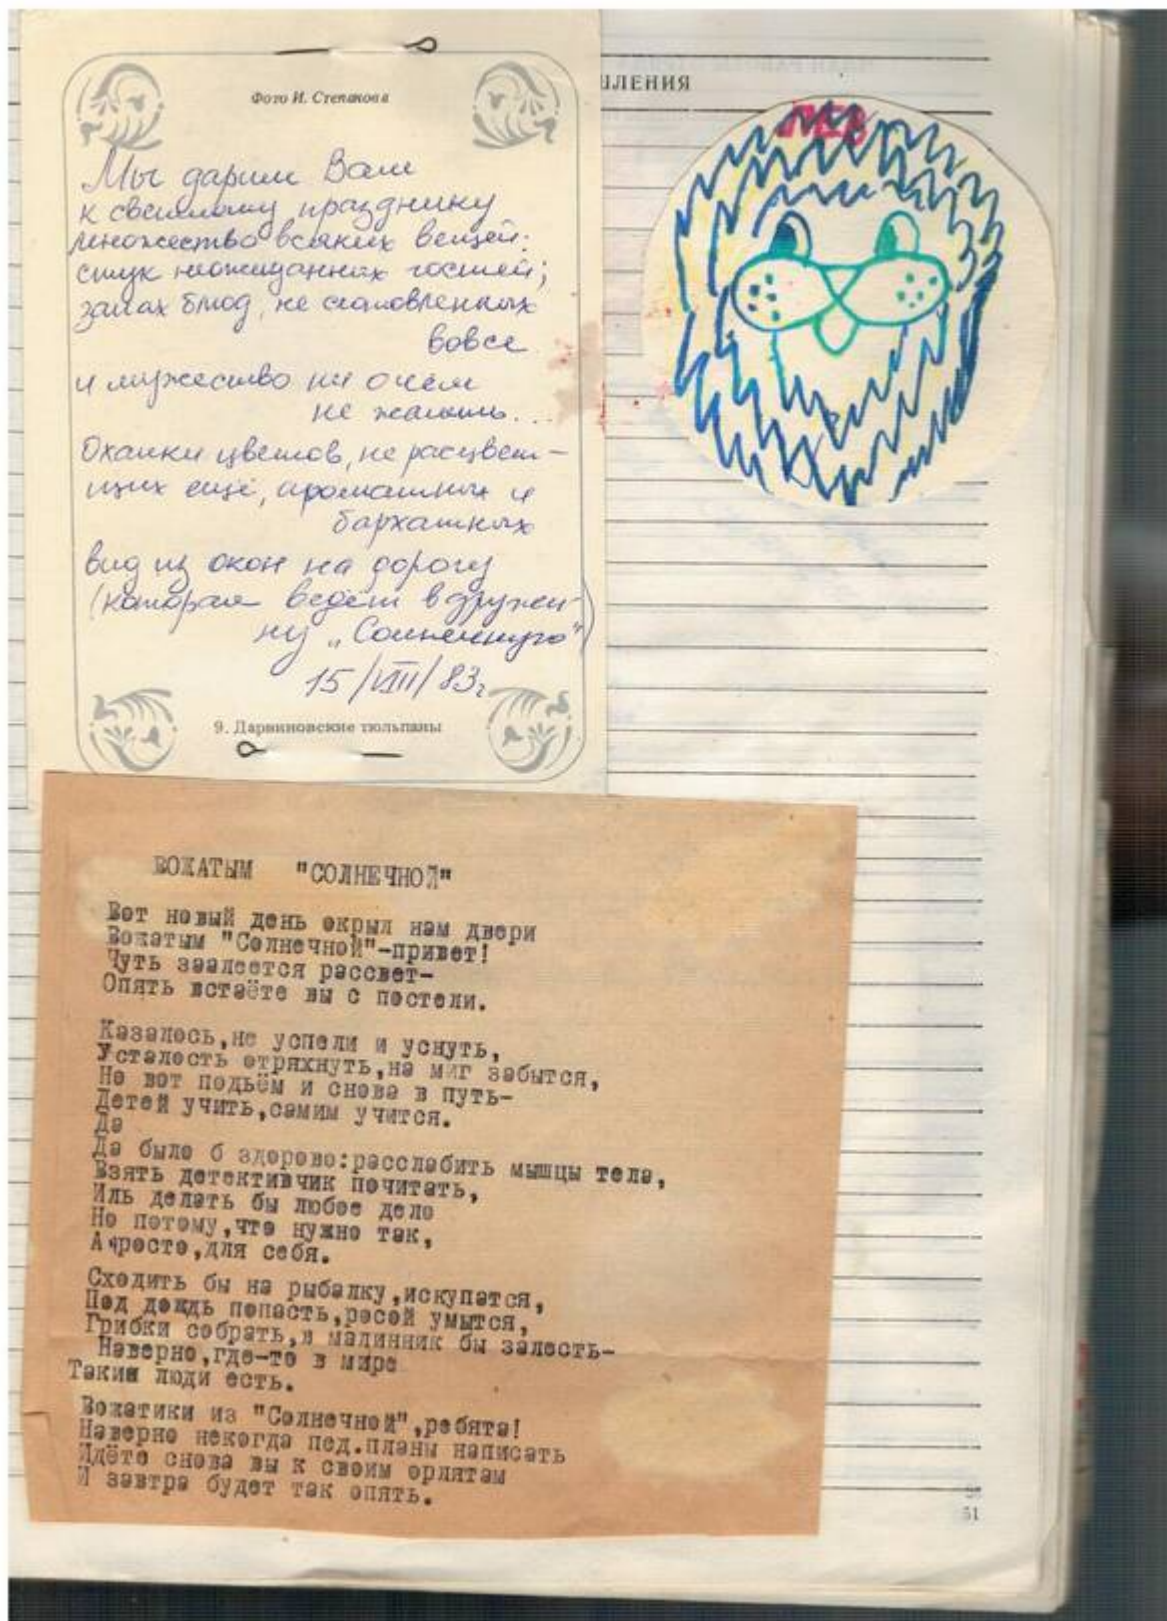 Фото И. Степанова
Мы дарим Вам
к светлому празднику
множество всяких вещей:
стук неожиданных гостей;
запах блюд, не сготовленных
вовсе
и мужество ни о чём
не жалеть...
Охапки цветов, не расцвет-
щих ещё, ароматных и
бархатных
вид из окон на дорогу
(которая ведёт в дружи-
ну „Солнечную")
15/VIII/83г
9. Дарвиновские тюльпаны
ЛЕНИЯ
ЛЕВ
ВОЖАТЫМ "СОЛНЕЧНОЙ"
Вот новый день окрыл нам двери
Вожатым "Солнечной"-привет!
Чуть заалеется рассвет-
Опять встаёте вы с постели.
Казалось,не успели и уснуть,
Усталость отряхнуть,на миг забытся,
Но вот подъём и снова в путь-
Детей учить,самим учится.
Да
Да было б здорово:расслабить мышцы тела,
Взять детективчик почитать,
Иль делать бы любое дело
Не потому,что нужно так,
А просто,для себя.
Сходить бы на рыбалку,искупатся,
Под дождь попасть,росой умытся,
Грибки собрать,в малинник бы залесть-
Наверно,где-то в мире
Такие люди есть.
Вожатики из "Солнечной",ребята!
Наверно некогда пед.планы написать
Идёте снова вы к своим орлятам
И завтра будет так опять.
51